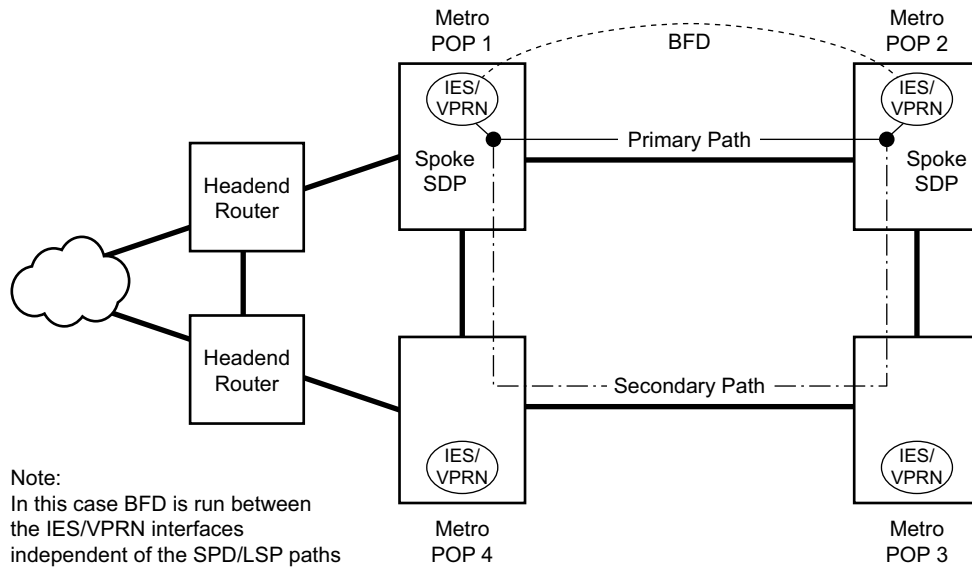 Metro
POP 1
Metro
POP 2
BFD
IES/
VPRN
IES/
VPRN
Primary Path
Spoke
SDP
Spoke
SDP
Headend
Router
Headend
Router
Secondary Path
IES/
VPRN
IES/
VPRN
Note:
In this case BFD is run between
the IES/VPRN interfaces
independent of the SPD/LSP paths
Metro
POP 4
Metro
POP 3